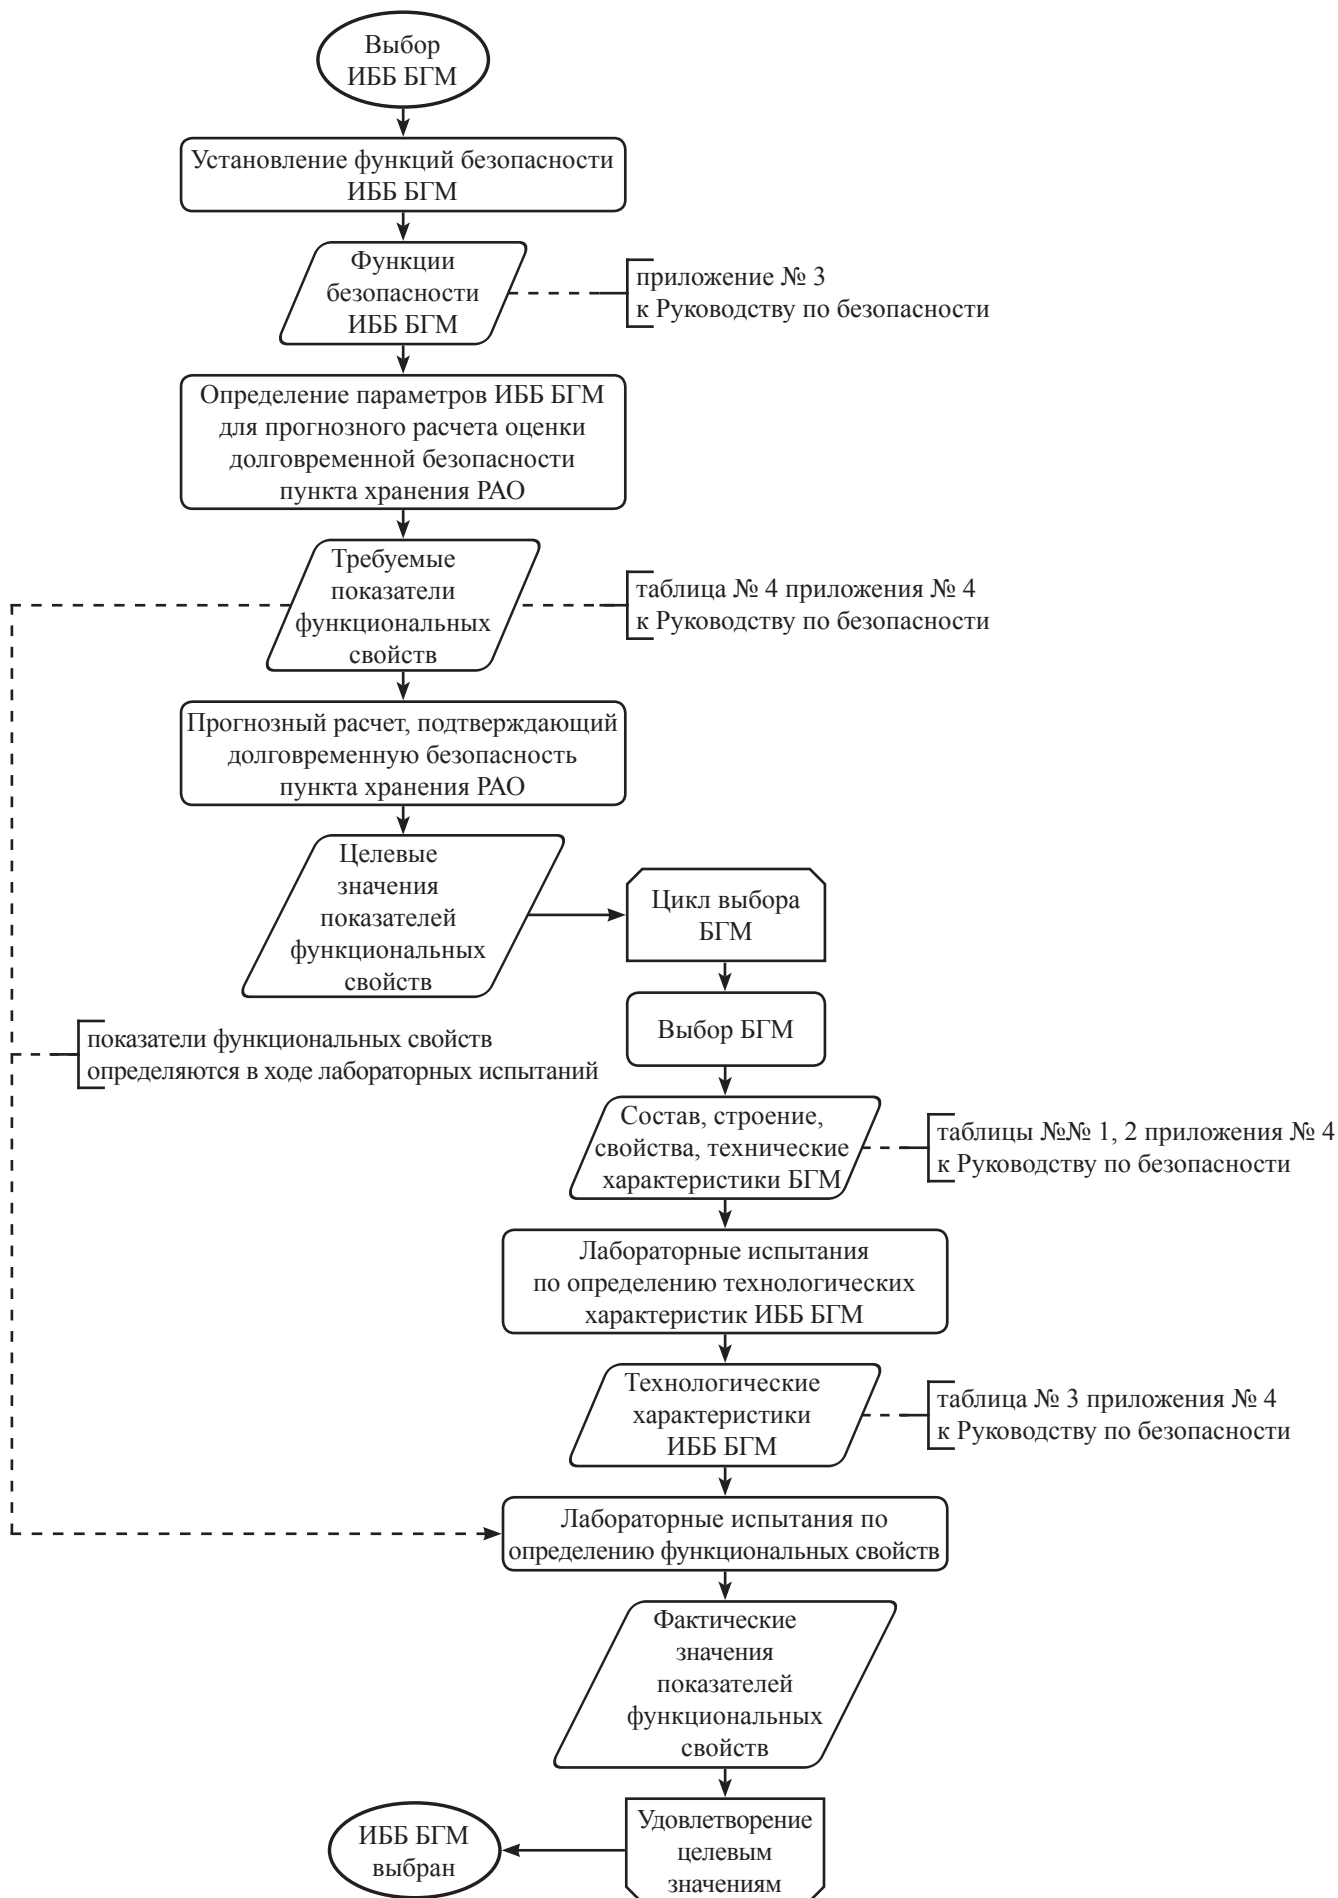 Выбор
ИББ БГМ
Установление функций безопасности
ИББ БГМ
Функции
безопасности
ИББ БГМ
приложение № 3
к Руководству по безопасности
Определение параметров ИББ БГМ
для прогнозного расчета оценки
долговременной безопасности
пункта хранения РАО
Требуемые
показатели
функциональных
свойств
таблица № 4 приложения № 4
к Руководству по безопасности
Прогнозный расчет, подтверждающий
долговременную безопасность
пункта хранения РАО
Целевые
значения
показателей
функциональных
свойств
Цикл выбора
БГМ
Выбор БГМ
показатели функциональных свойств
определяются в ходе лабораторных испытаний
Состав, строение,
свойства, технические
характеристики БГМ
таблицы №№ 1, 2 приложения № 4
к Руководству по безопасности
Лабораторные испытания
по определению технологических
характеристик ИББ БГМ
Технологические
характеристики
ИББ БГМ
таблица № 3 приложения № 4
к Руководству по безопасности
Лабораторные испытания по
определению функциональных свойств
Фактические
значения
показателей
функциональных
свойств
Удовлетворение
целевым
значениям
ИББ БГМ
выбран